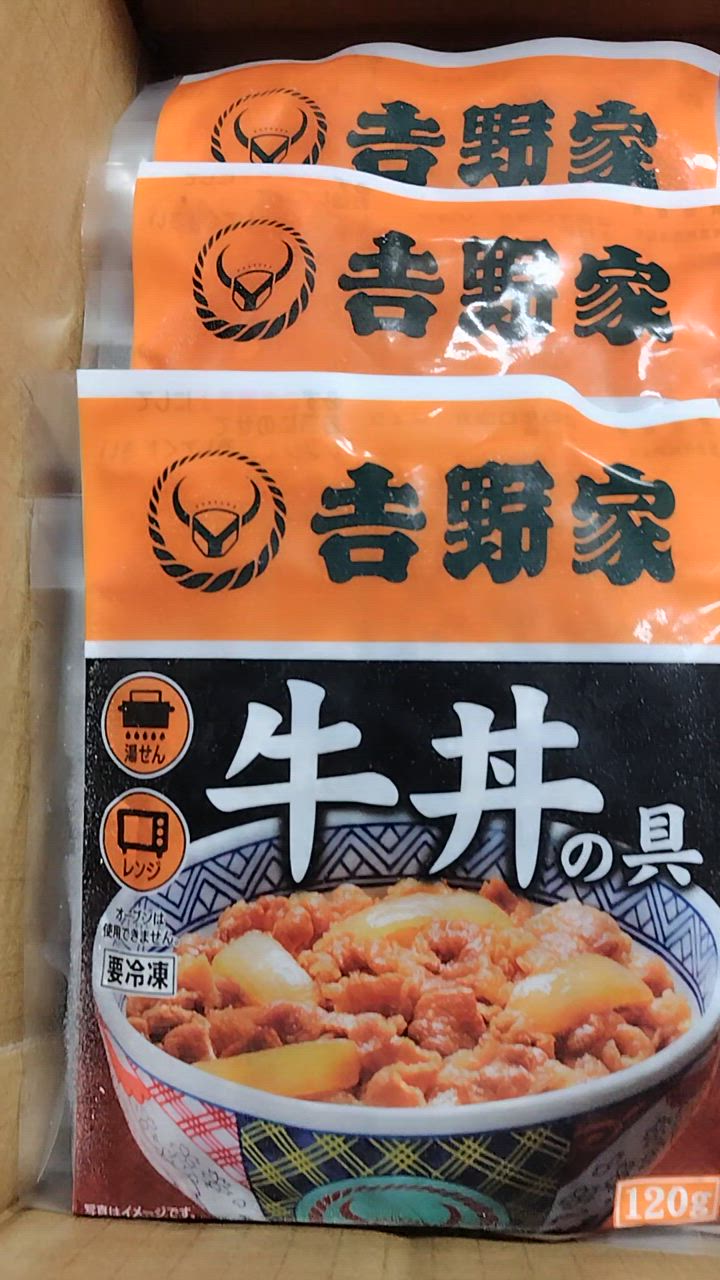 吉野家
吉野家
吉野家
湯せん
牛丼の具
レンジ
オーブンは
使用できません。
要冷凍
写真はイメージです。
120g